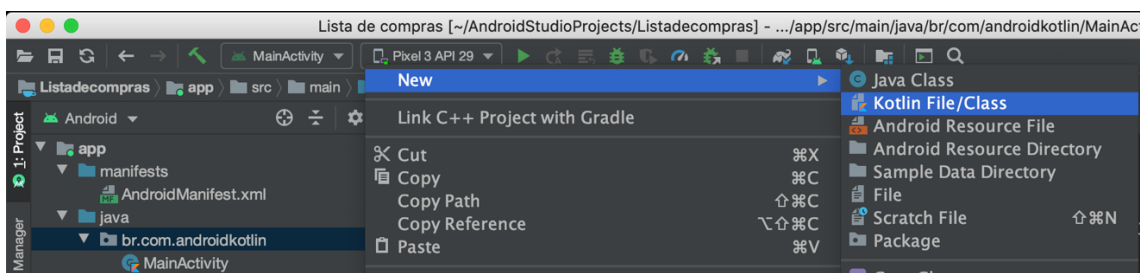 Lista de compras [~/AndroidStudioProjects/Listadecompras] - .../app/src/main/java/br/com/androidkotlin/MainAc
MainActivity
Pixel 3 API 29
Listadecompras
app
src
main
New
Java Class
Kotlin File/Class
Android Resource File
Android Resource Directory
Sample Data Directory
File
Scratch File ⇧⌘N
Package
Link C++ Project with Gradle
Cut ⌘X
Copy ⌘C
Copy Path ⇧⌘C
Copy Reference ⌥⇧⌘C
Paste ⌘V
1: Project
Manager
Android
app
manifests
MF AndroidManifest.xml
java
br.com.androidkotlin
MainActivity